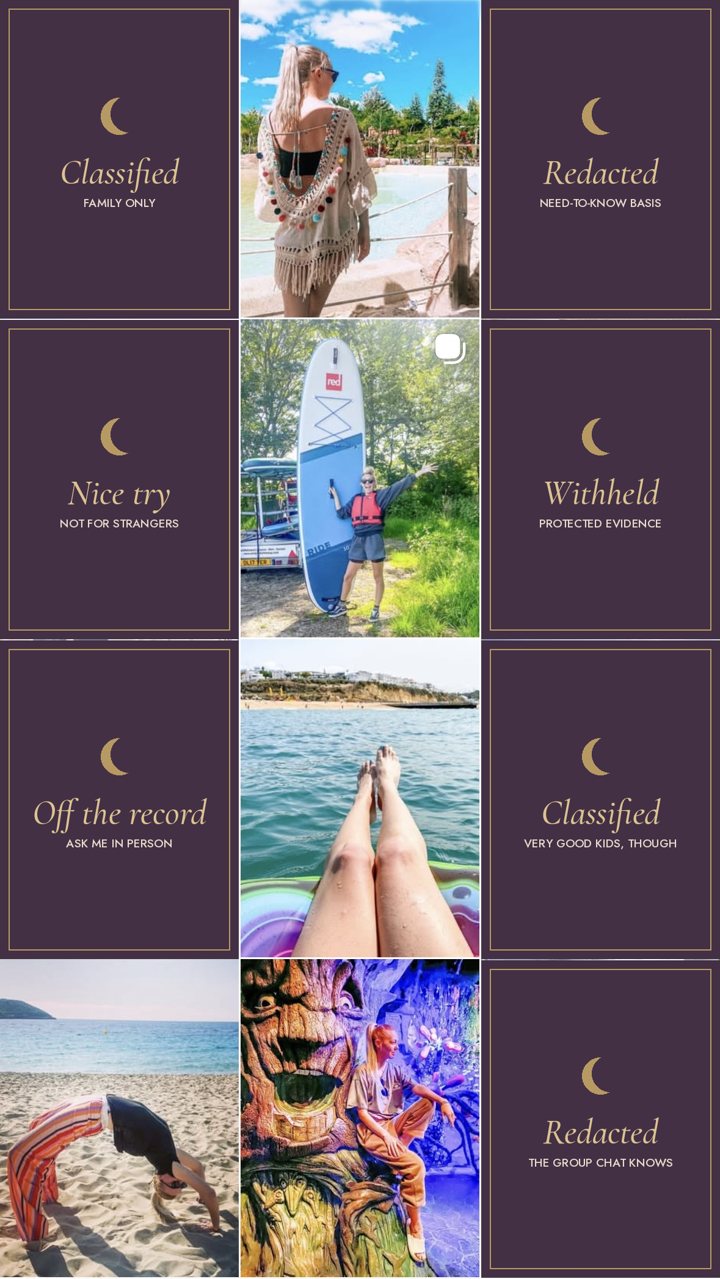 Classified
FAMILY ONLY
Redacted
NEED-TO-KNOW BASIS
Nice try
NOT FOR STRANGERS
red
RIDE
Withheld
PROTECTED EVIDENCE
Off the record
ASK ME IN PERSON
Classified
VERY GOOD KIDS, THOUGH
Redacted
THE GROUP CHAT KNOWS